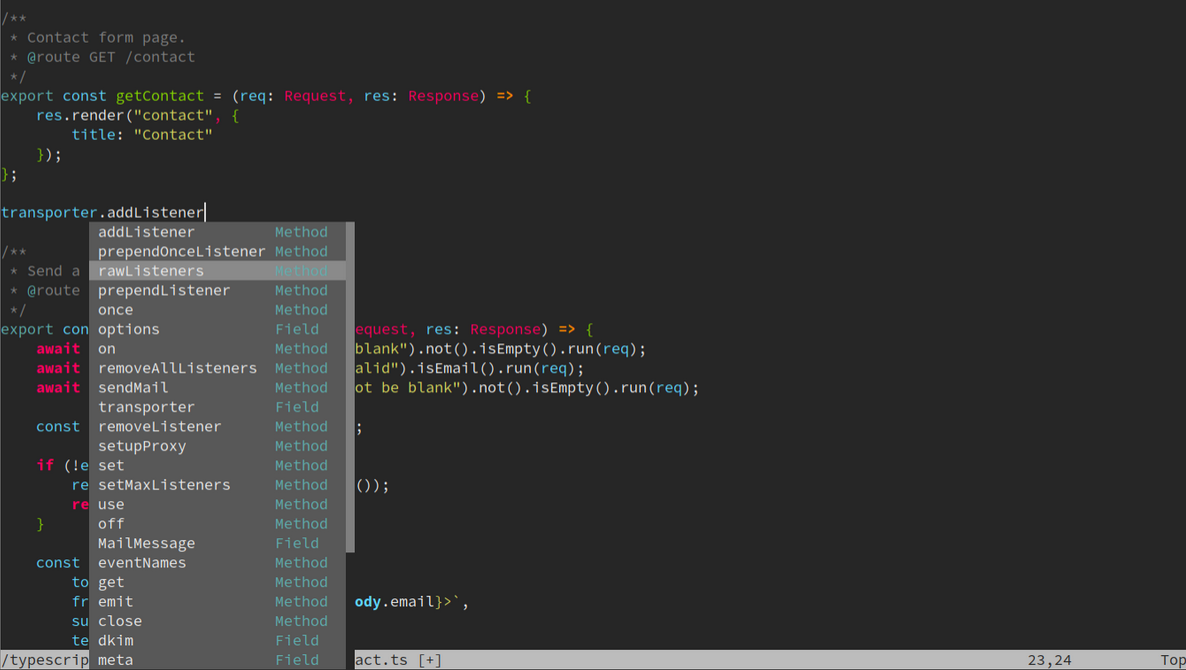 /**
 * Contact form page.
 * @route GET /contact
 */
export const getContact = (req: Request, res: Response) => {
    res.render("contact", {
        title: "Contact"
    });
};
transporter.addListener
addListener Method
/** prependOnceListener Method
 * Send a rawListeners Method
 * @route prependListener Method
 */ once Method
export con options Field equest, res: Response) => {
    await on Method blank").not().isEmpty().run(req);
    await removeAllListeners Method alid").isEmail().run(req);
    await sendMail Method ot be blank").not().isEmpty().run(req);
transporter Field
    const removeListener Method ;
setupProxy Method
    if (!e set Method
        re setMaxListeners Method ());
        re use Method
    } off Method
MailMessage Field
    const eventNames Method
        to get Method
        fr emit Method ody.email}>`,
        su close Method
        te dkim Field
/typescrip meta Field act.ts [+] 23,24 Top